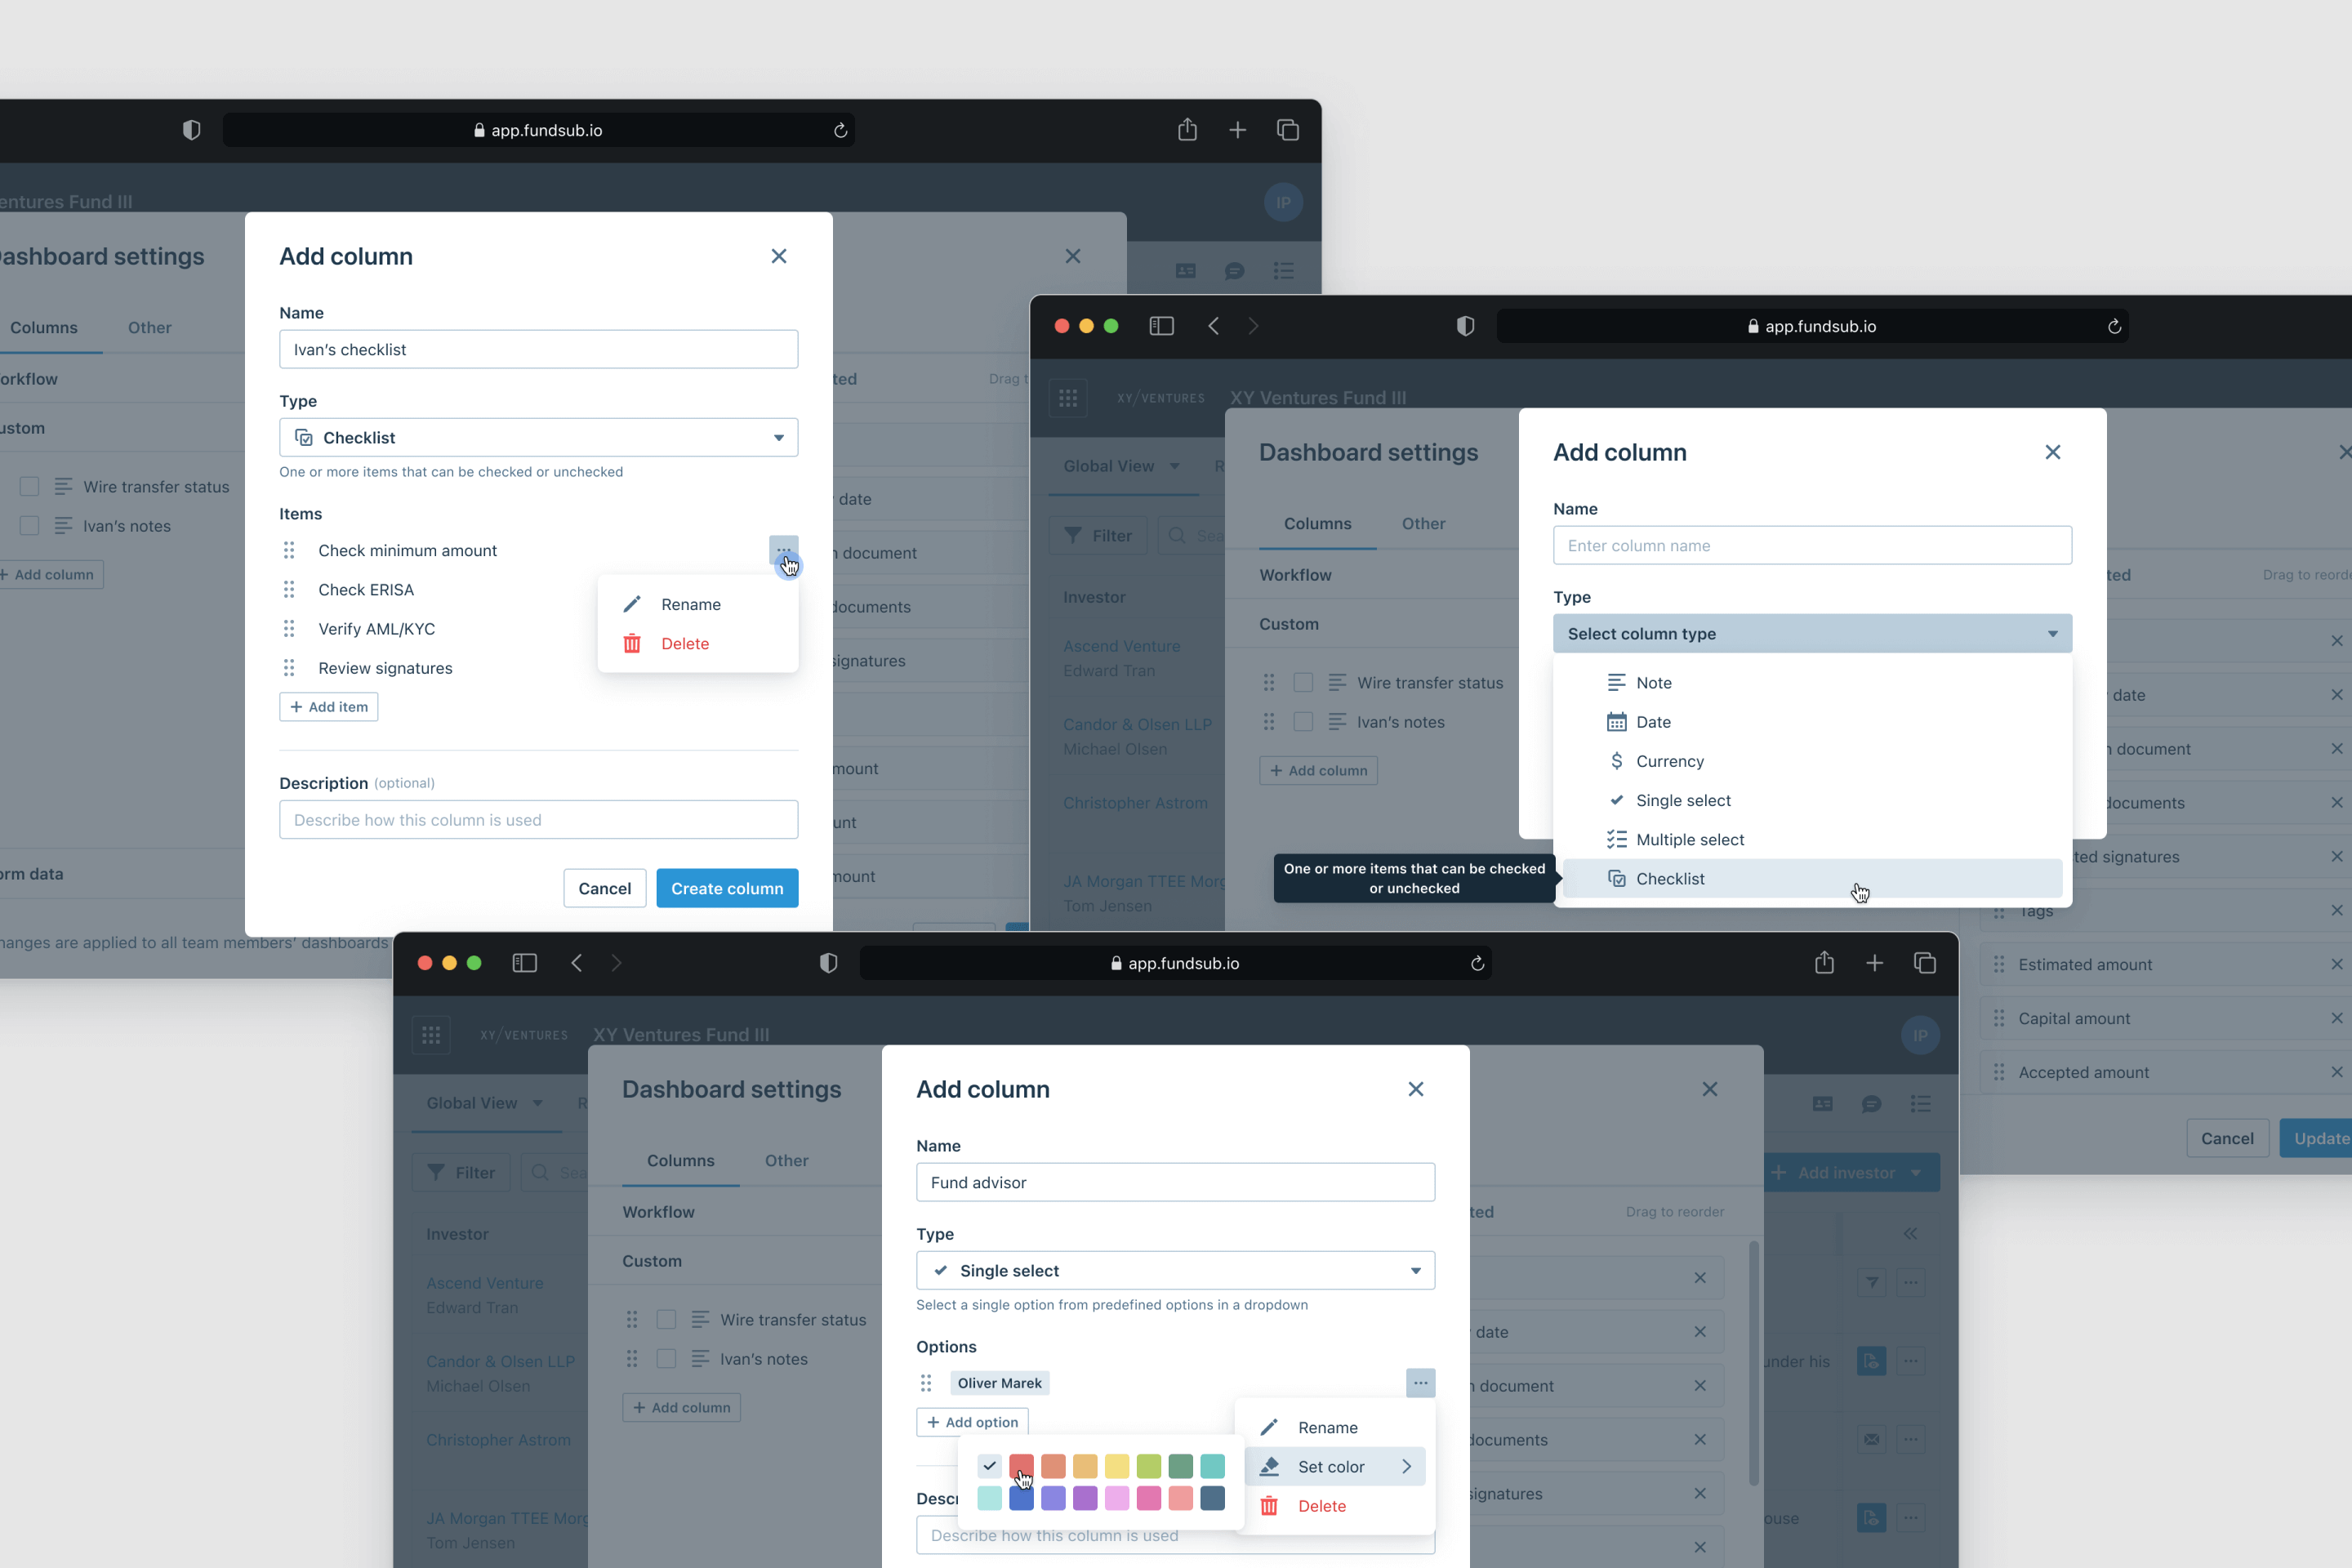 app.fundsub.io
entures Fund III
IP
ashboard settings
Columns
Other
orkflow
ustom
Wire transfer status
Ivan's notes
+ Add column
orm data
hanges are applied to all team members' dashboards
Add column
Name
Ivan's checklist
Type
Checklist
One or more items that can be checked or unchecked
Items
Check minimum amount
Check ERISA
Verify AML/KYC
Review signatures
+ Add item
Rename
Delete
Description (optional)
Describe how this column is used
Cancel
Create column
ted
Drag t
date
n document
documents
signatures
mount
unt
mount
app.fundsub.io
XY/VENTURES
XY Ventures Fund III
Global View
R
Filter
Sea
Investor
Ascend Venture
Edward Tran
Candor & Olsen LLP
Michael Olsen
Christopher Astrom
JA Morgan TTEE Morg
Tom Jensen
Dashboard settings
Columns
Other
Workflow
Custom
Wire transfer status
Ivan's notes
+ Add column
Add column
Name
Enter column name
Type
Select column type
Note
Date
Currency
Single select
Multiple select
Checklist
One or more items that can be checked
or unchecked
ted
Drag to reorde
date
n document
documents
ted signatures
Tags
Estimated amount
Capital amount
Accepted amount
Cancel
Update
app.fundsub.io
XY/VENTURES
XY Ventures Fund III
IP
Global View
R
Filter
Sea
Investor
Ascend Venture
Edward Tran
Candor & Olsen LLP
Michael Olsen
Christopher Astrom
JA Morgan TTEE Morg
Tom Jensen
Dashboard settings
Columns
Other
Workflow
Custom
Wire transfer status
Ivan's notes
+ Add column
Add column
Name
Fund advisor
Type
Single select
Select a single option from predefined options in a dropdown
Options
Oliver Marek
+ Add option
Rename
Set color
Delete
Descr
Describe how this column is used
ted
Drag to reorder
date
n document
documents
signatures
+ Add investor
under his
ouse